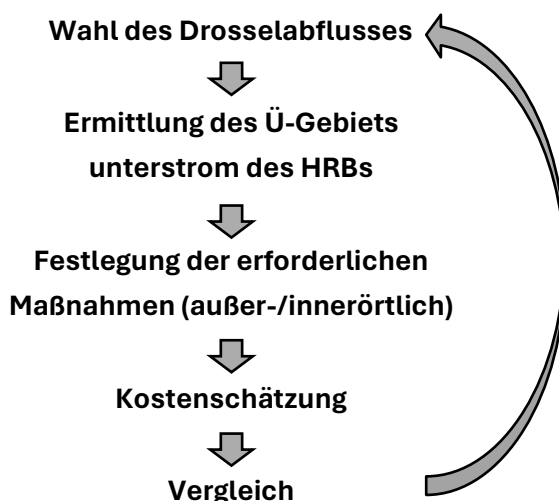 Wahl des Drosselabflusses
Ermittlung des Ü-Gebiets
unterstrom des HRBs
Festlegung der erforderlichen
Maßnahmen (außer-/innerörtlich)
Kostenschätzung
Vergleich